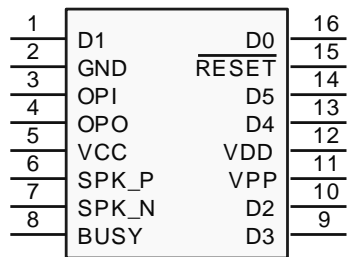 1 D1 D0 16
2 GND RESET 15
3 OPI D5 14
4 OPO D4 13
5 VCC VDD 12
6 SPK_P VPP 11
7 SPK_N D2 10
8 BUSY D3 9